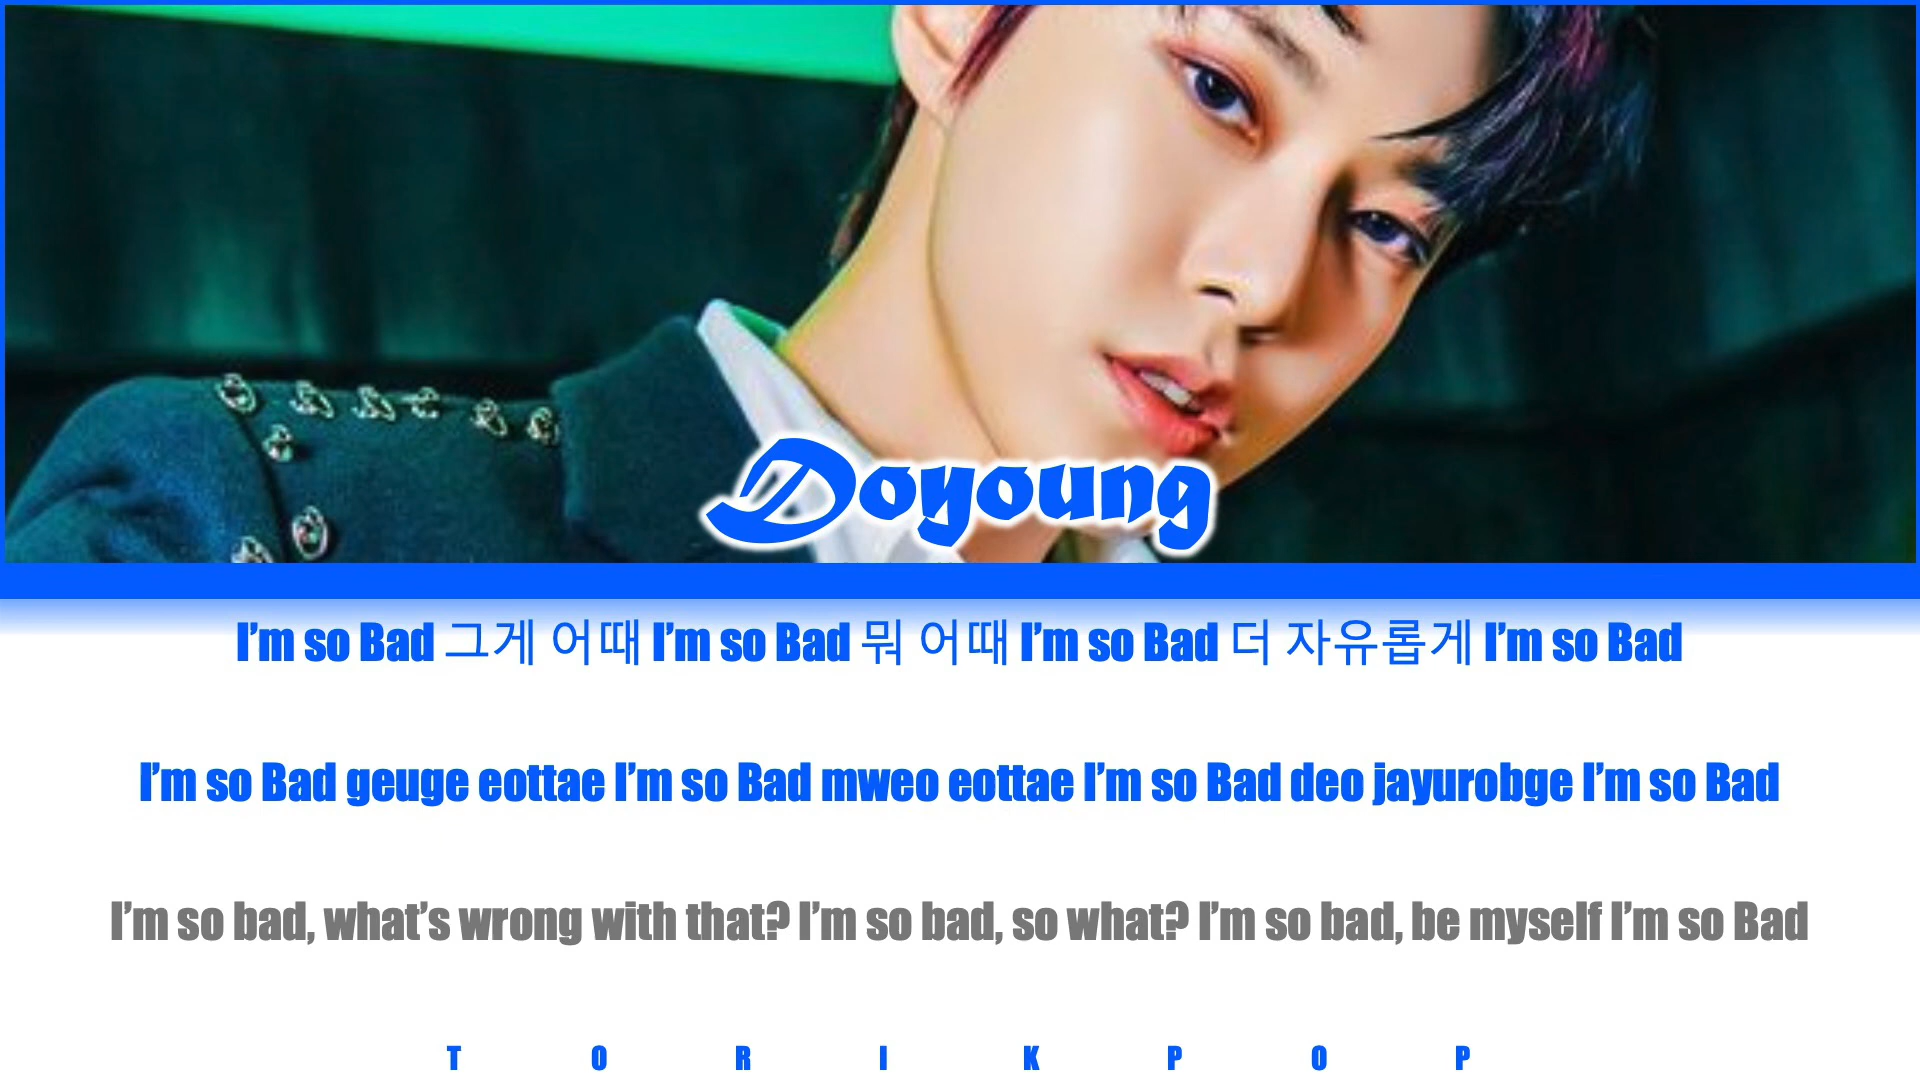 Doyoung
I’m so Bad 그게 어때 I’m so Bad 뭐 어때 I’m so Bad 더 자유롭게 I’m so Bad
I’m so Bad geuge eottae I’m so Bad mweo eottae I’m so Bad deo jayurobge I’m so Bad
I’m so bad, what’s wrong with that? I’m so bad, so what? I’m so bad, be myself I’m so Bad
T O R I K P O P